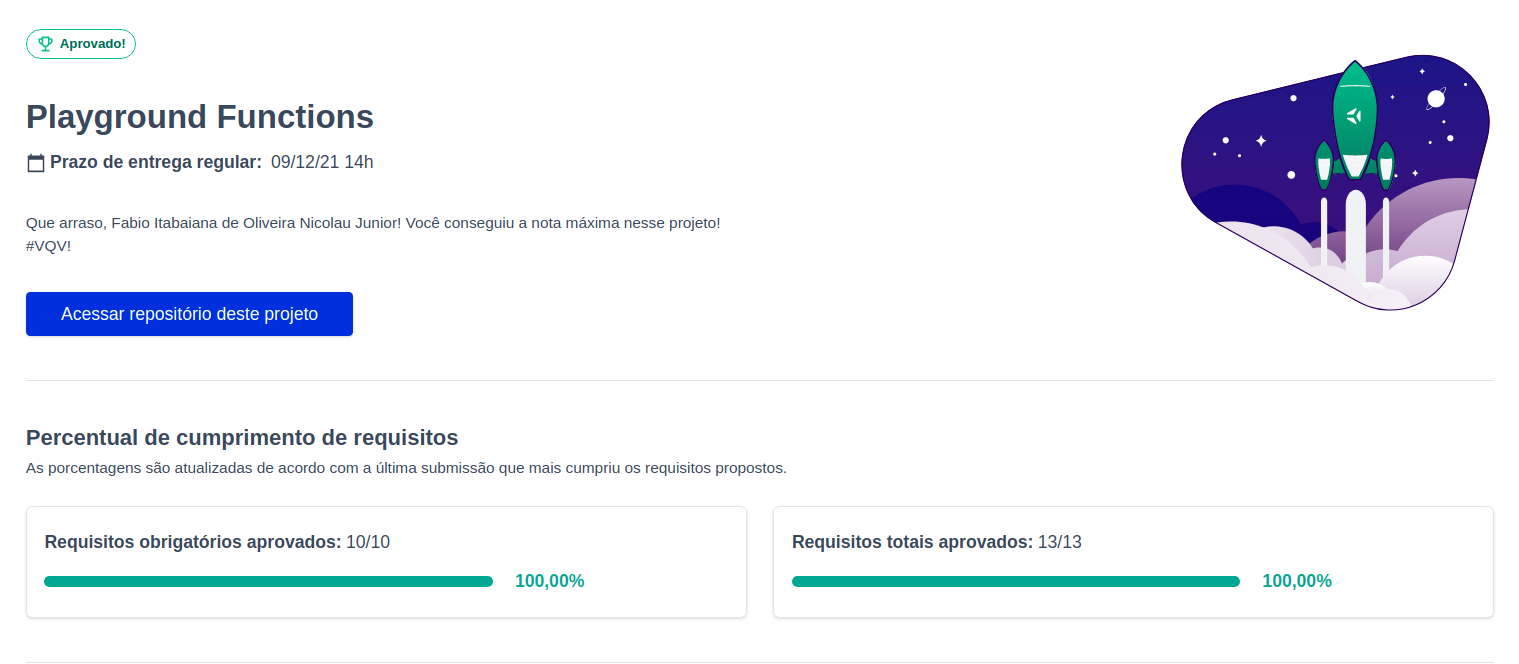 Aprovado!
Playground Functions
Prazo de entrega regular: 09/12/21 14h
Que arraso, Fabio Itabaiana de Oliveira Nicolau Junior! Você conseguiu a nota máxima nesse projeto!
#VQV!
Acessar repositório deste projeto
Percentual de cumprimento de requisitos
As porcentagens são atualizadas de acordo com a última submissão que mais cumpriu os requisitos propostos.
Requisitos obrigatórios aprovados: 10/10
100,00%
Requisitos totais aprovados: 13/13
100,00%